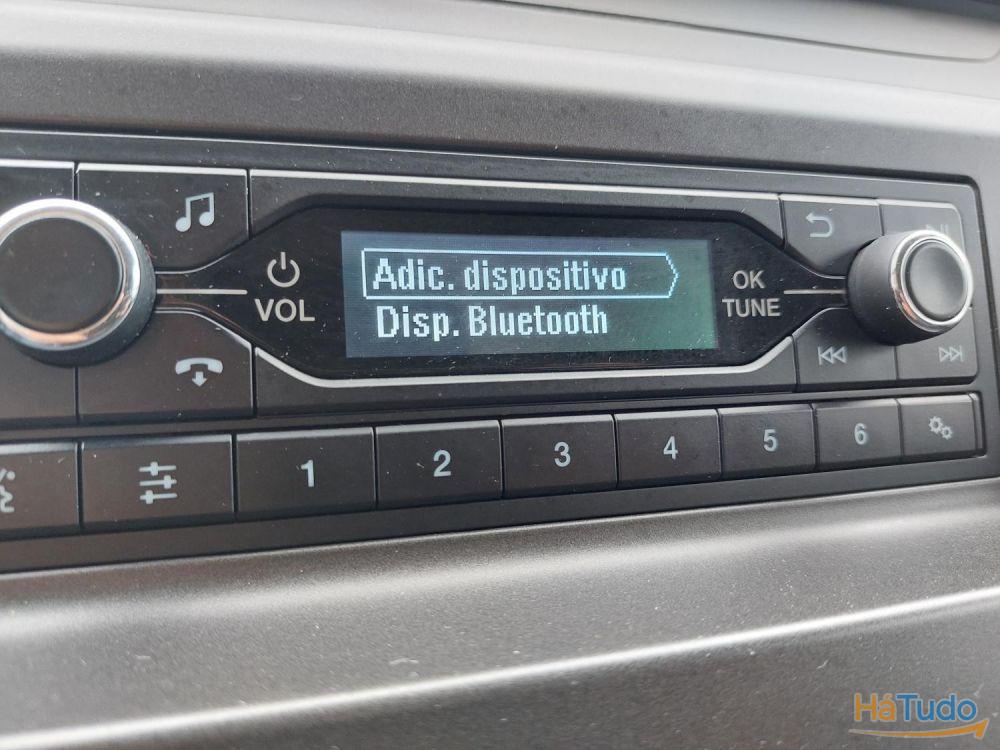 Adic. dispositivo
Disp. Bluetooth
VOL
OK
TUNE
1
2
3
4
5
6
HáTudo